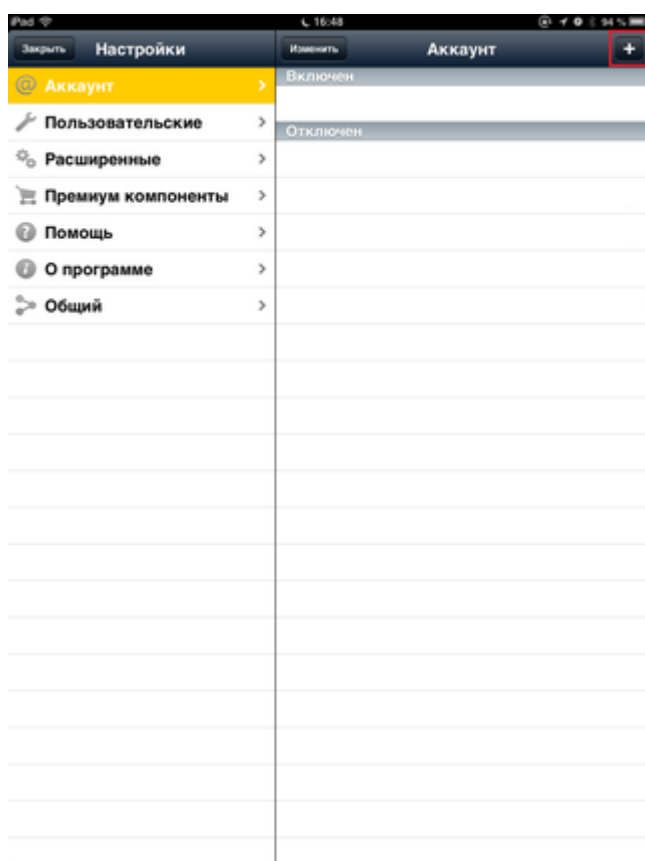 iPad 16:48 94 %
Закрыть Настройки Изменить Аккаунт +
Аккаунт
Пользовательские
Расширенные
Премиум компоненты
Помощь
О программе
Общий
Включен
Отключен